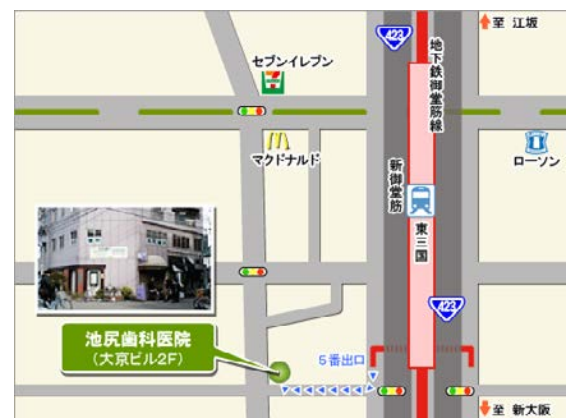 至 江坂
423
地下鉄御堂筋線
セブンイレブン
マクドナルド
ローソン
新御堂筋
東三国
423
池尻歯科医院
(大京ビル2F)
5番出口
至 新大阪